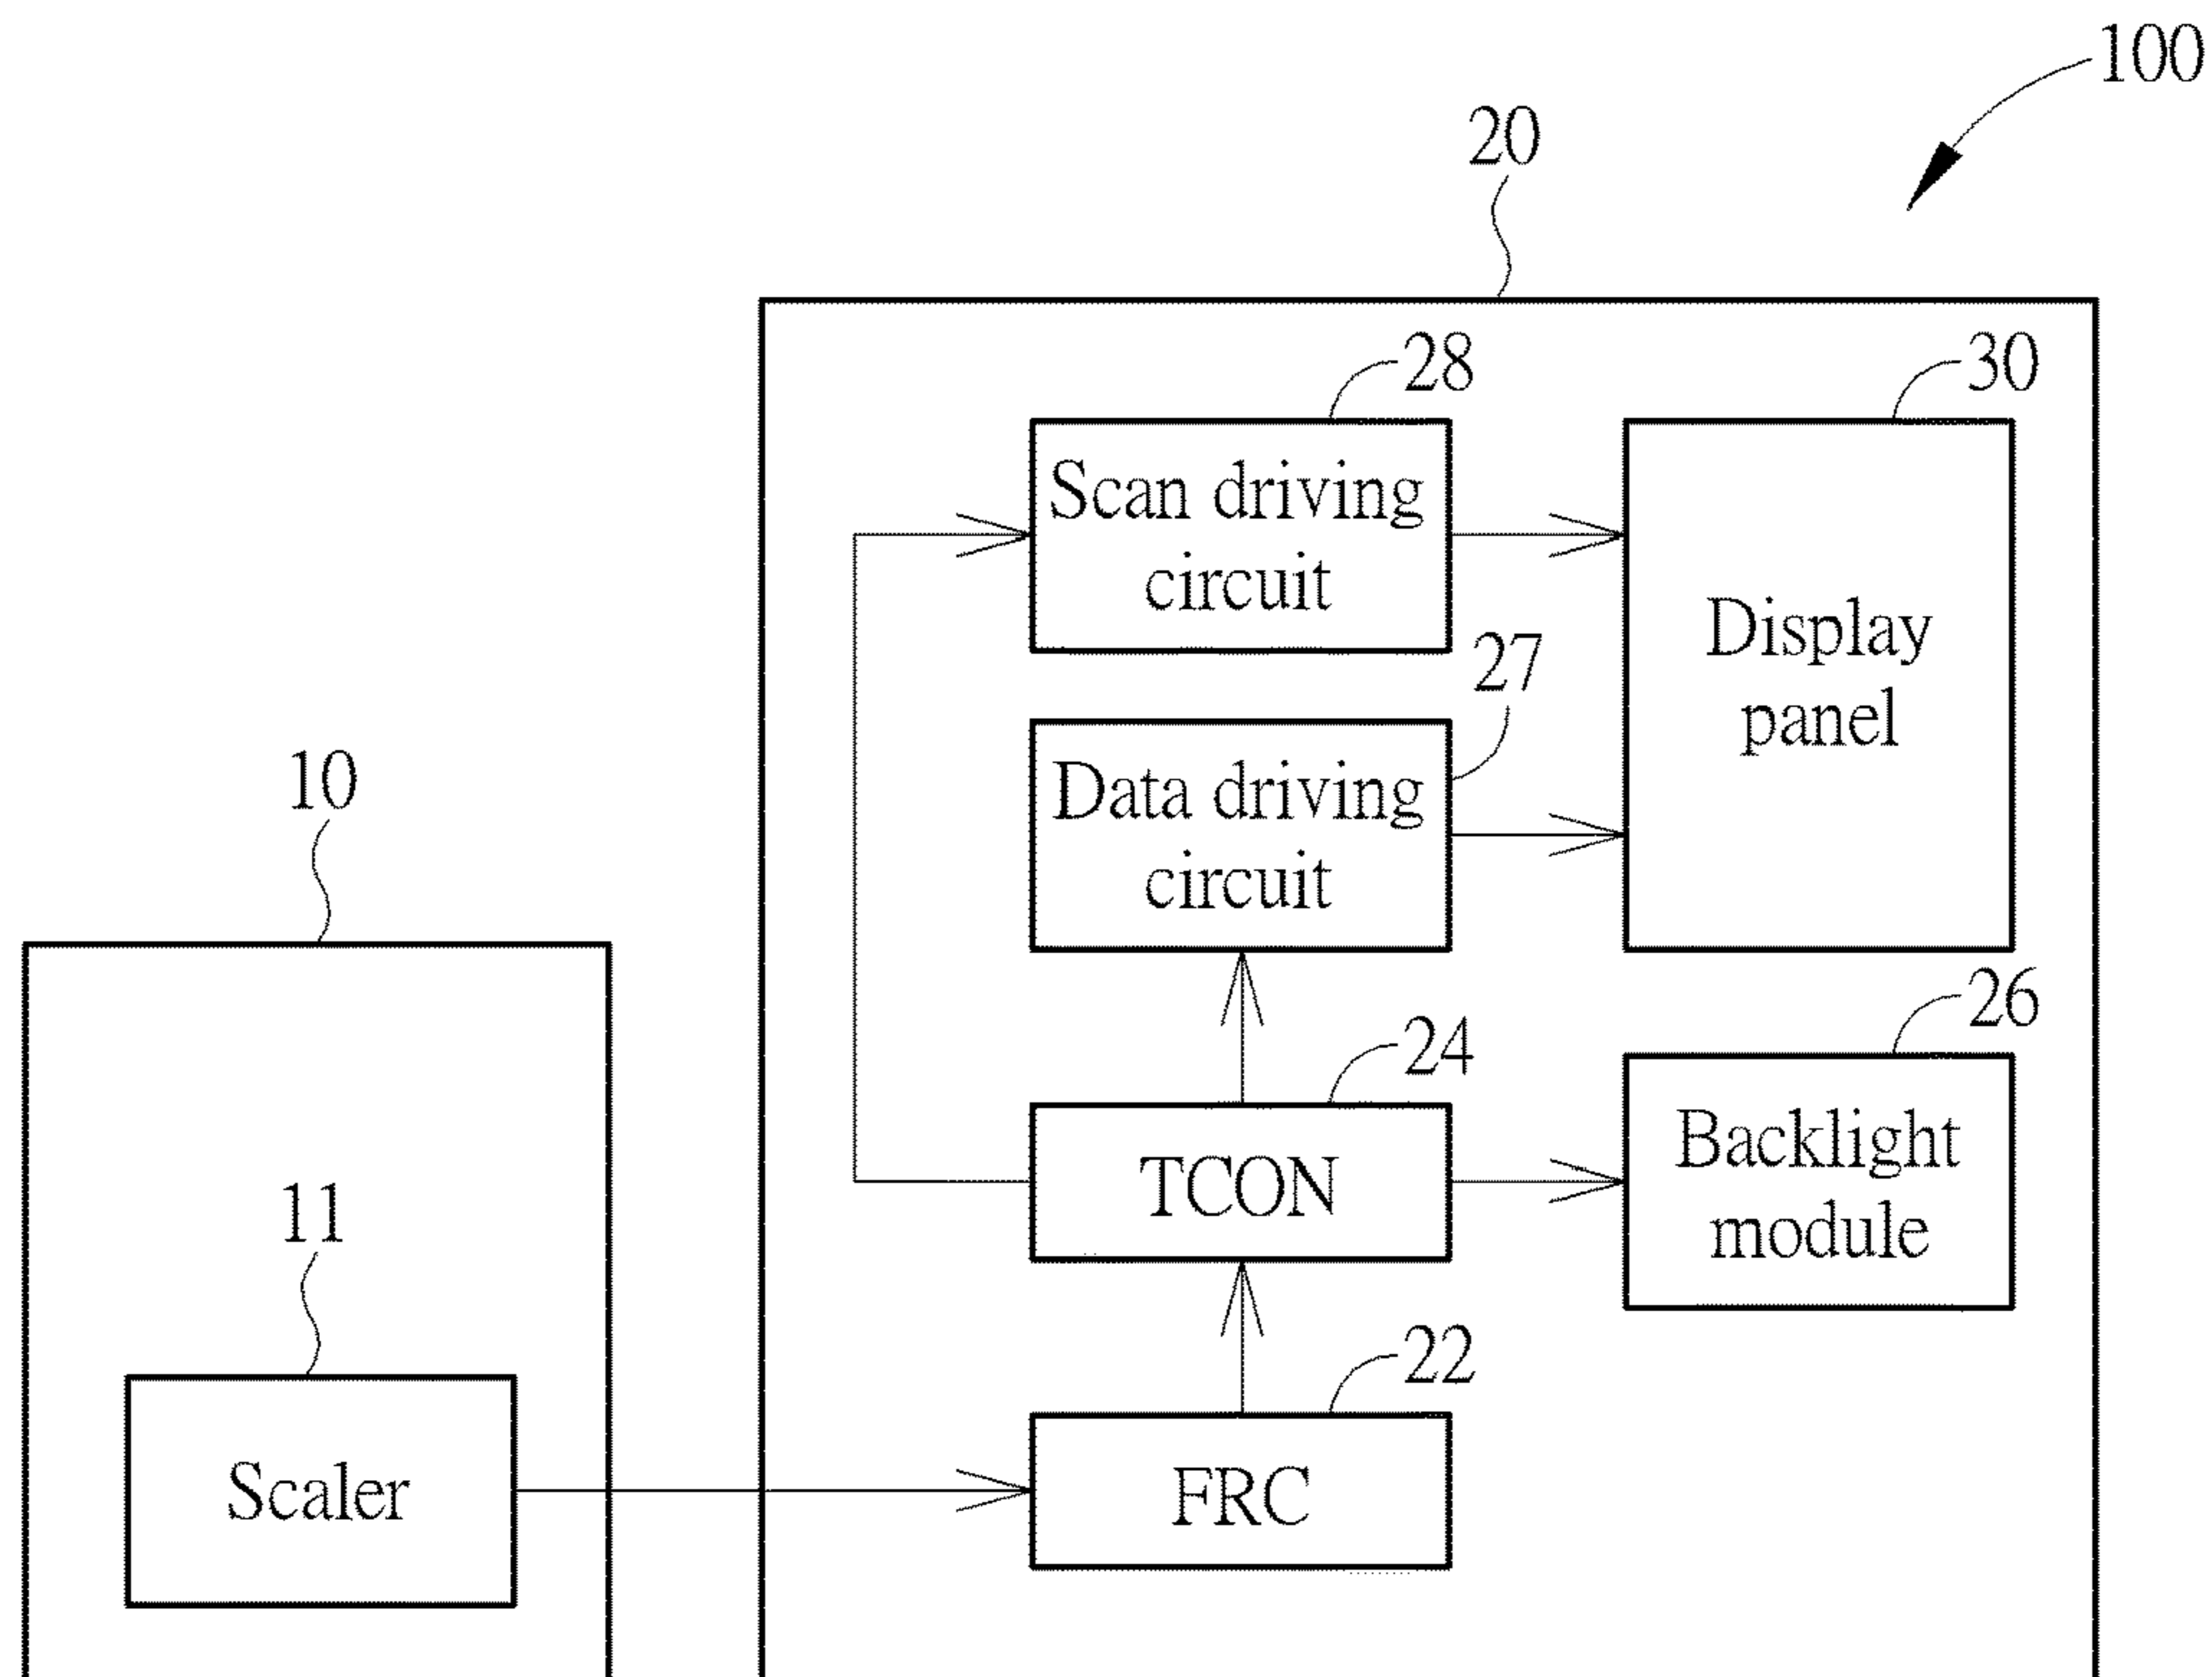 100
20
28
30
Scan driving
circuit
Display
panel
27
Data driving
circuit
10
26
24
Backlight
module
TCON
11
22
Scaler
FRC